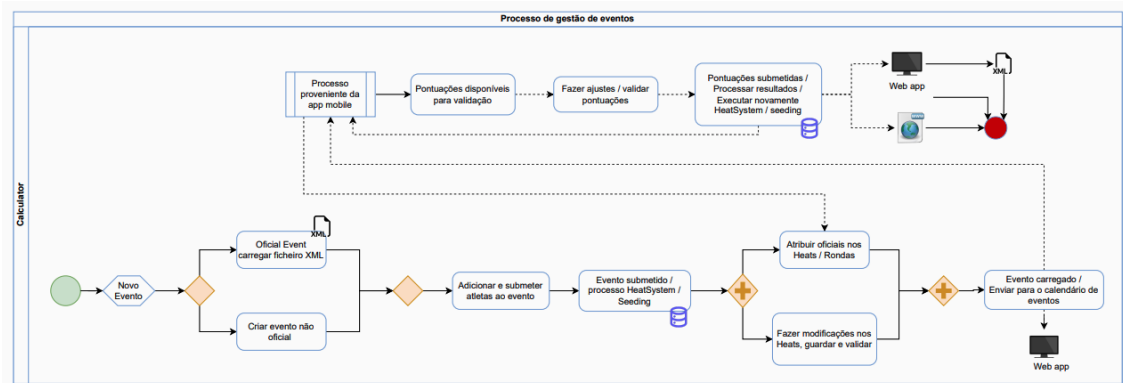 Processo de gestão de eventos
Calculator
Processo
proveniente da
app mobile
Pontuações disponíveis
para validação
Fazer ajustes / validar
pontuações
Pontuações submetidas /
Processar resultados /
Executar novamente
HeatSystem / seeding
Web app
XML
Novo
Evento
XML
Oficial Event
carregar ficheiro XML
Criar evento não
oficial
Adicionar e submeter
atletas ao evento
Evento submetido /
processo HeatSystem /
Seeding
Atribuir oficiais nos
Heats / Rondas
Fazer modificações nos
Heats, guardar e validar
Evento carregado /
Enviar para o calendário de
eventos
Web app